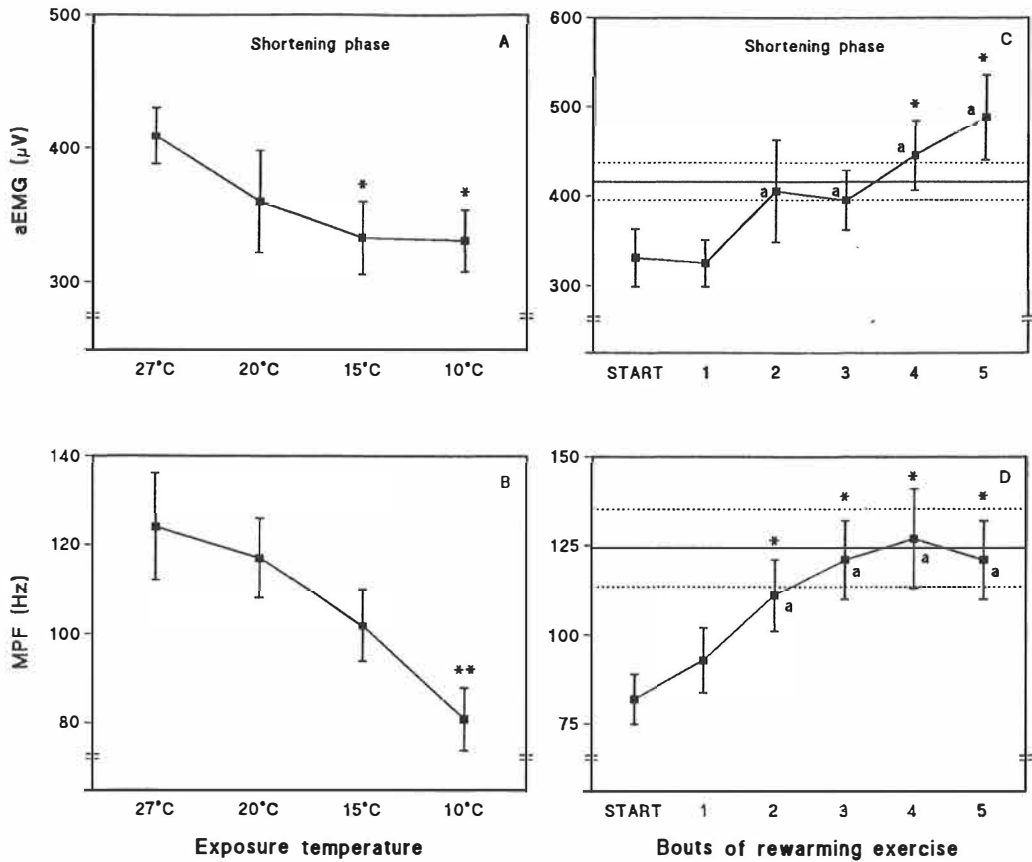 500
400
300
aEMG (µV)
Shortening phase
A
*
*
27°C
20°C
15°C
10°C
600
500
400
300
Shortening phase
C
*
*
a
a
a
a
START
1
2
3
4
5
140
120
100
80
MPF (Hz)
B
**
27°C
20°C
15°C
10°C
Exposure temperature
150
125
100
75
D
*
*
*
*
a
a
a
a
START
1
2
3
4
5
Bouts of rewarming exercise